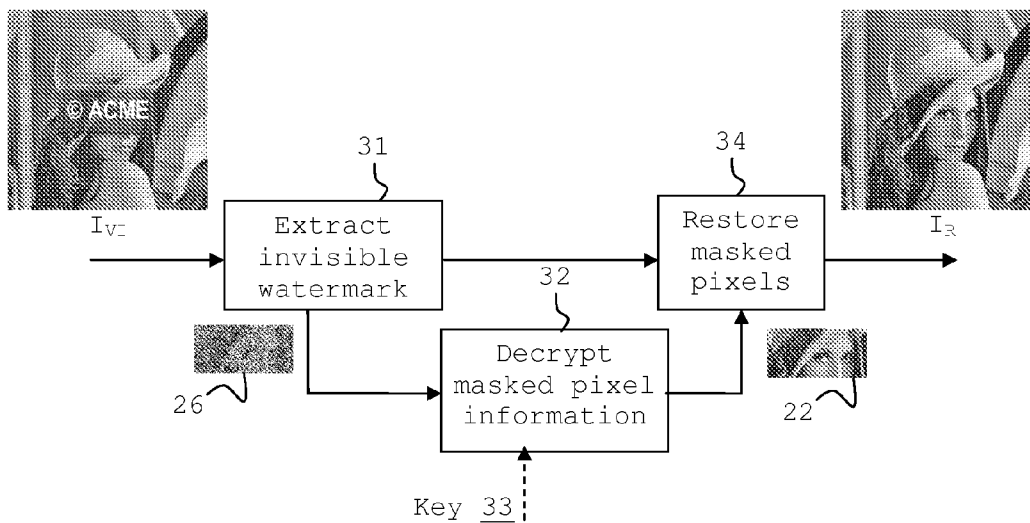 © ACME
31
34
I_VI
Extract
invisible
watermark
Restore
masked
pixels
I_R
32
26
Decrypt
masked pixel
information
22
Key 33